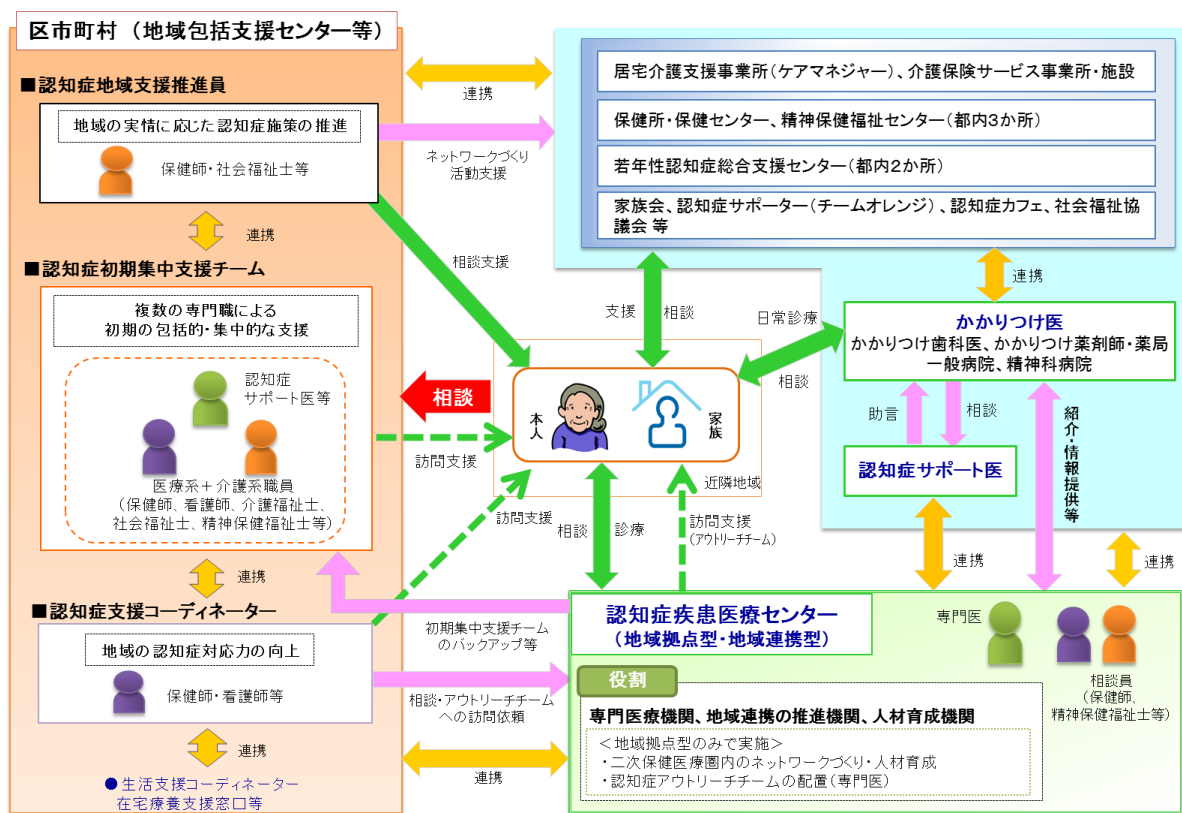 区市町村（地域包括支援センター等）
■認知症地域支援推進員
地域の実情に応じた認知症施策の推進
保健師・社会福祉士等
連携
■認知症初期集中支援チーム
複数の専門職による
初期の包括的・集中的な支援
認知症
サポート医等
医療系＋介護系職員
（保健師、看護師、介護福祉士、
社会福祉士、精神保健福祉士等）
連携
■認知症支援コーディネーター
地域の認知症対応力の向上
保健師・看護師等
連携
●生活支援コーディネーター
在宅療養支援窓口等
連携
ネットワークづくり
活動支援
相談支援
居宅介護支援事業所（ケアマネジャー）、介護保険サービス事業所・施設
保健所・保健センター、精神保健福祉センター（都内３か所）
若年性認知症総合支援センター（都内２か所）
家族会、認知症サポーター（チームオレンジ）、認知症カフェ、社会福祉協
議会 等
支援
相談
日常診療
相談
連携
かかりつけ医
かかりつけ歯科医、かかりつけ薬剤師・薬局
一般病院、精神科病院
助言
相談
紹介・情報提供等
認知症サポート医
連携
連携
相談
本人
家族
近隣地域
訪問支援
訪問支援
相談
診療
訪問支援
（アウトリーチチーム）
初期集中支援チーム
のバックアップ等
相談・アウトリーチチーム
への訪問依頼
連携
認知症疾患医療センター
（地域拠点型・地域連携型）
専門医
相談員
（保健師、
精神保健福祉士等）
役割
専門医療機関、地域連携の推進機関、人材育成機関
＜地域拠点型のみで実施＞
・二次保健医療圏内のネットワークづくり・人材育成
・認知症アウトリーチチームの配置（専門医）